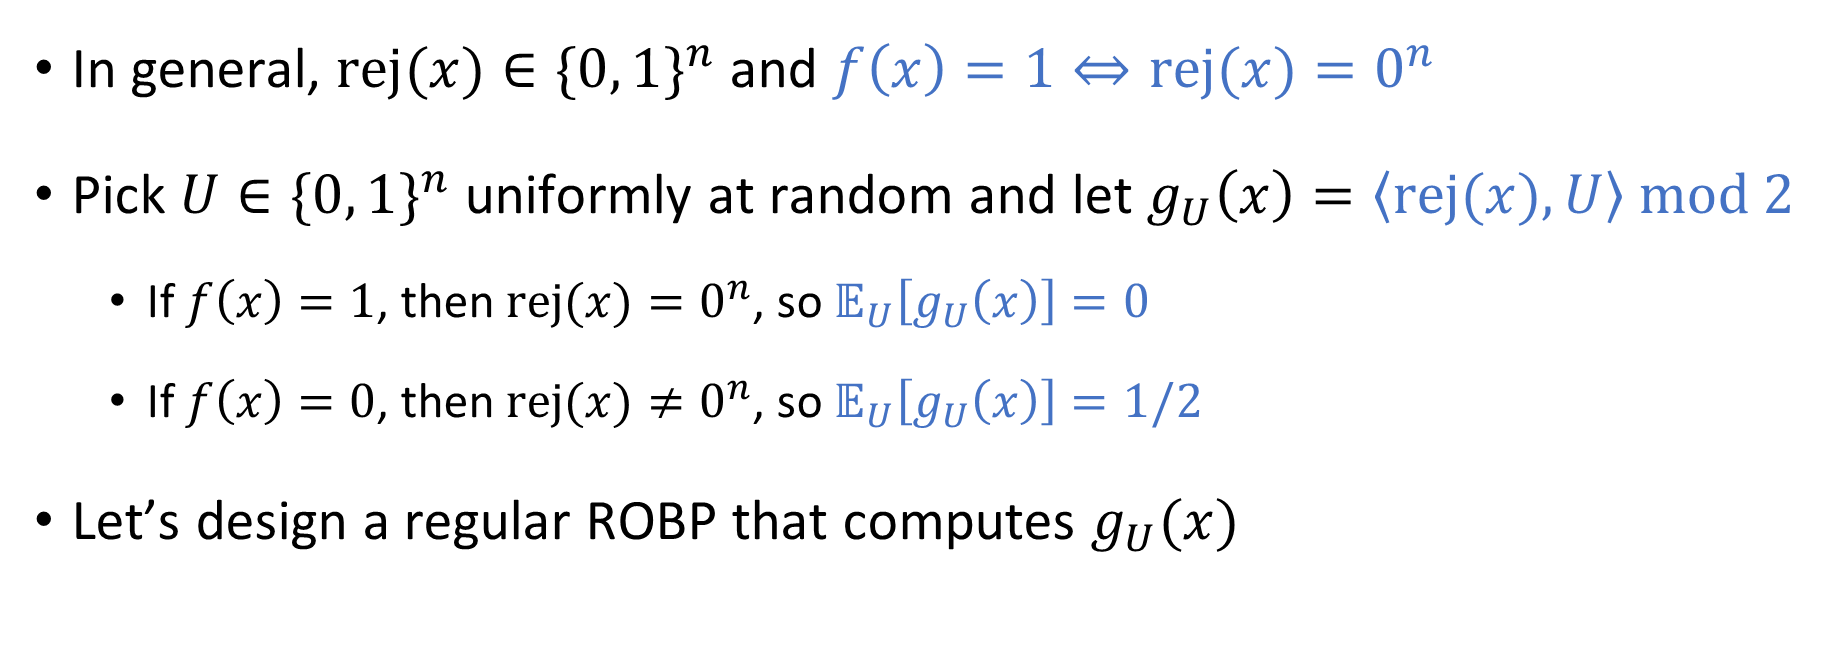 • In general, rej(x) ∈ {0, 1}ⁿ and f(x) = 1 ⇔ rej(x) = 0ⁿ
• Pick U ∈ {0, 1}ⁿ uniformly at random and let g_U(x) = ⟨rej(x), U⟩ mod 2
• If f(x) = 1, then rej(x) = 0ⁿ, so 𝔼_U[g_U(x)] = 0
• If f(x) = 0, then rej(x) ≠ 0ⁿ, so 𝔼_U[g_U(x)] = 1/2
• Let’s design a regular ROBP that computes g_U(x)